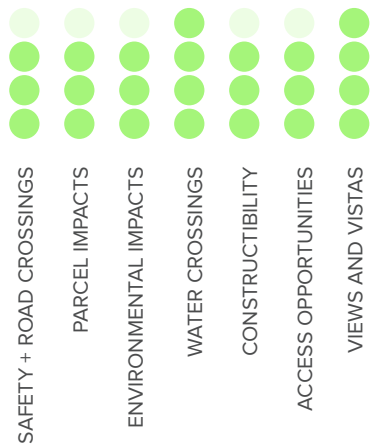 SAFETY + ROAD CROSSINGS
PARCEL IMPACTS
ENVIRONMENTAL IMPACTS
WATER CROSSINGS
CONSTRUCTIBILITY
ACCESS OPPORTUNITIES
VIEWS AND VISTAS